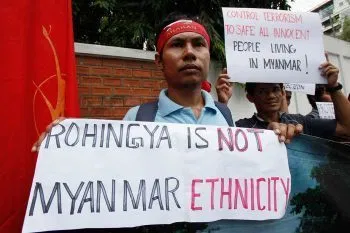 CONTROL TERRORISM
TO SAFE ALL INNOCENT
PEOPLE LIVING
IN MYANMAR !
ROHINGYA IS NOT
MYANMAR ETHNICITY